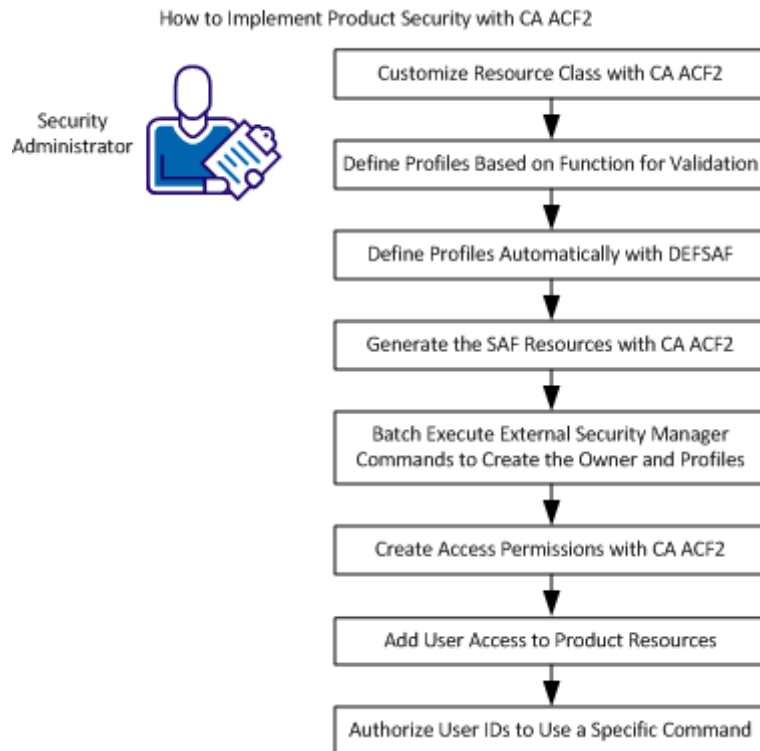 How to Implement Product Security with CA ACF2
Security
Administrator
Customize Resource Class with CA ACF2
Define Profiles Based on Function for Validation
Define Profiles Automatically with DEFSAF
Generate the SAF Resources with CA ACF2
Batch Execute External Security Manager
Commands to Create the Owner and Profiles
Create Access Permissions with CA ACF2
Add User Access to Product Resources
Authorize User IDs to Use a Specific Command